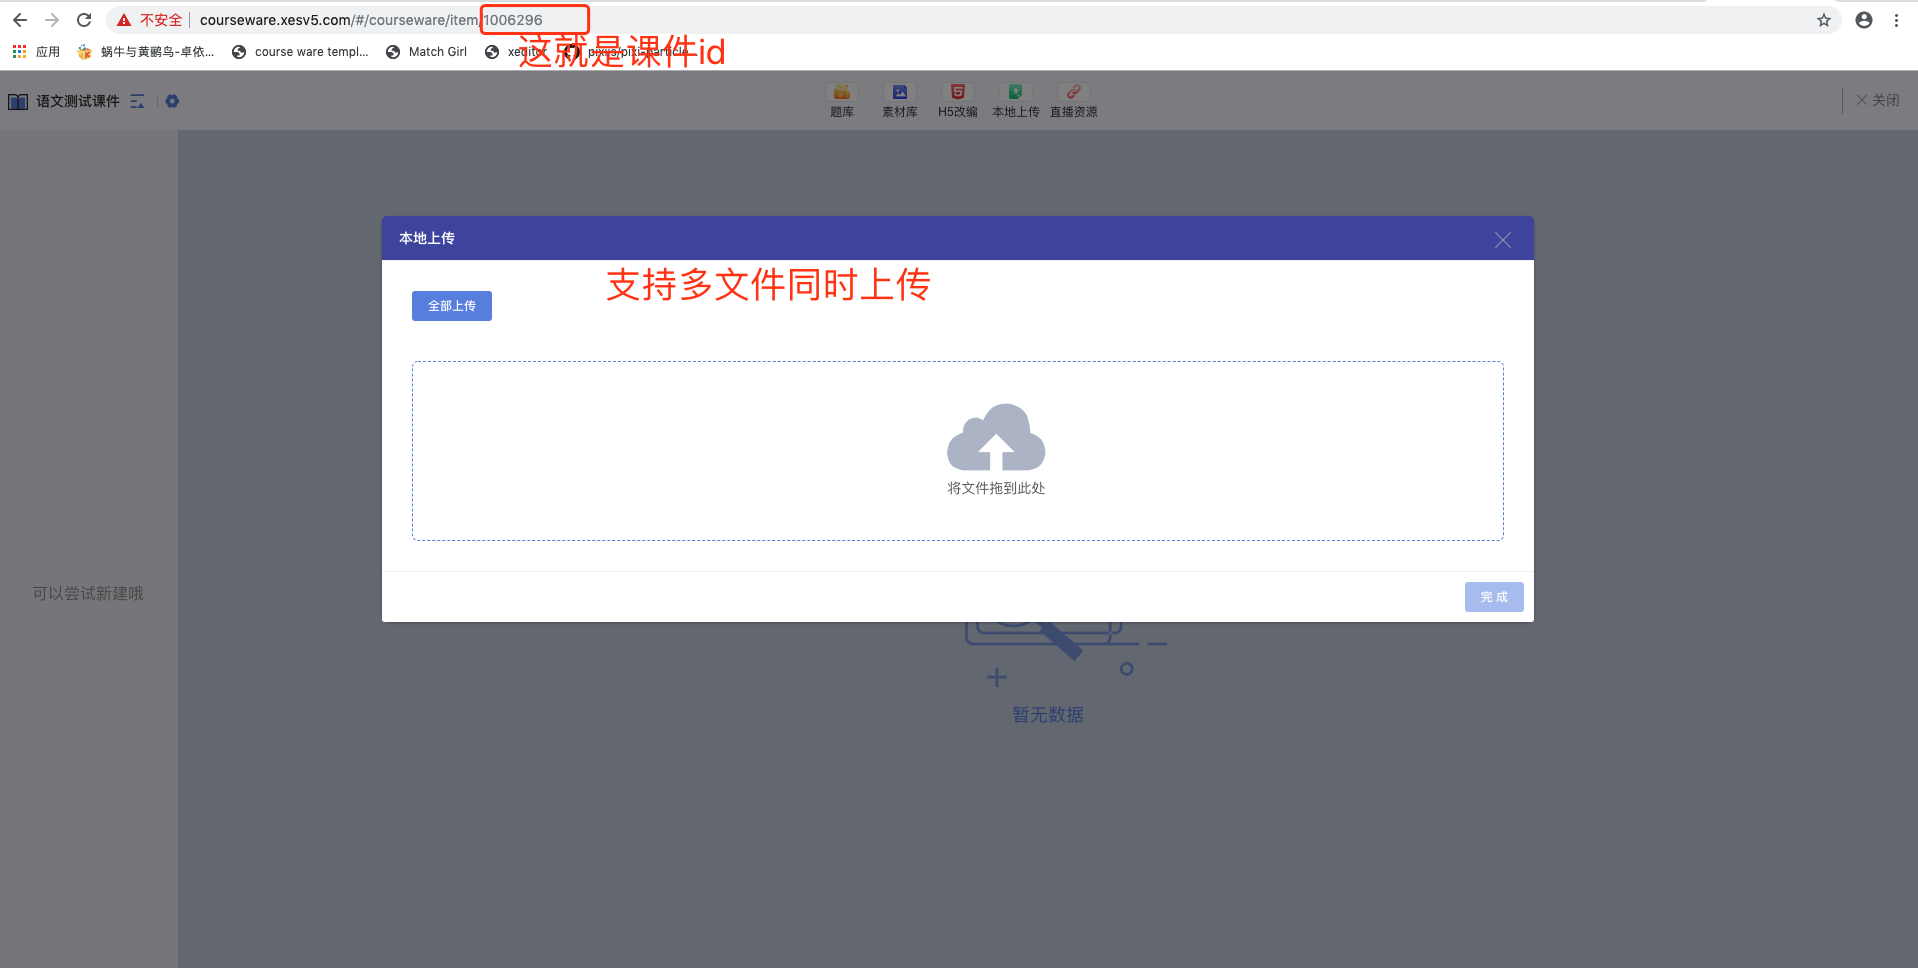 不安全 courseware.xesv5.com/#/courseware/item/1006296
应用 蜗牛与黄鹂鸟-卓依... course ware templ... Match Girl xeditor pixijs/pixi-particle...
这就是课件id
语文测试课件
题库 素材库 H5改编 本地上传 直播资源
关闭
本地上传
支持多文件同时上传
全部上传
将文件拖到此处
可以尝试新建哦
完成
暂无数据